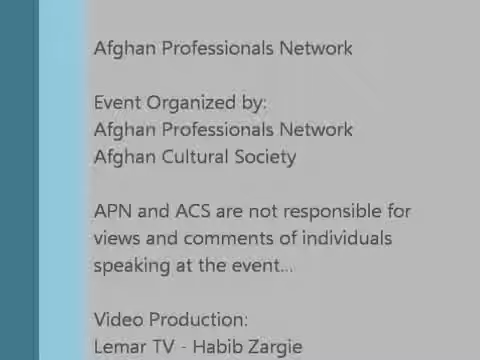 Afghan Professionals Network
Event Organized by:
Afghan Professionals Network
Afghan Cultural Society
APN and ACS are not responsible for
views and comments of individuals
speaking at the event...
Video Production:
Lemar TV - Habib Zargie